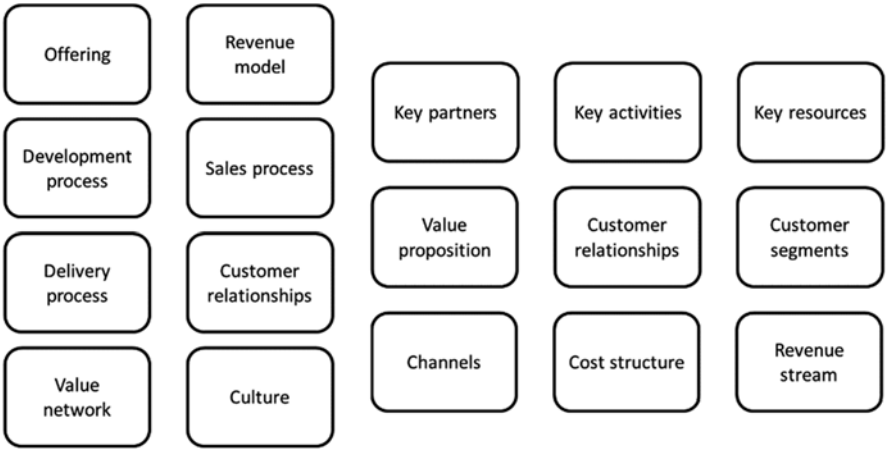 Offering
Revenue
model
Development
process
Sales process
Delivery
process
Customer
relationships
Value
network
Culture
Key partners
Key activities
Key resources
Value
proposition
Customer
relationships
Customer
segments
Channels
Cost structure
Revenue
stream